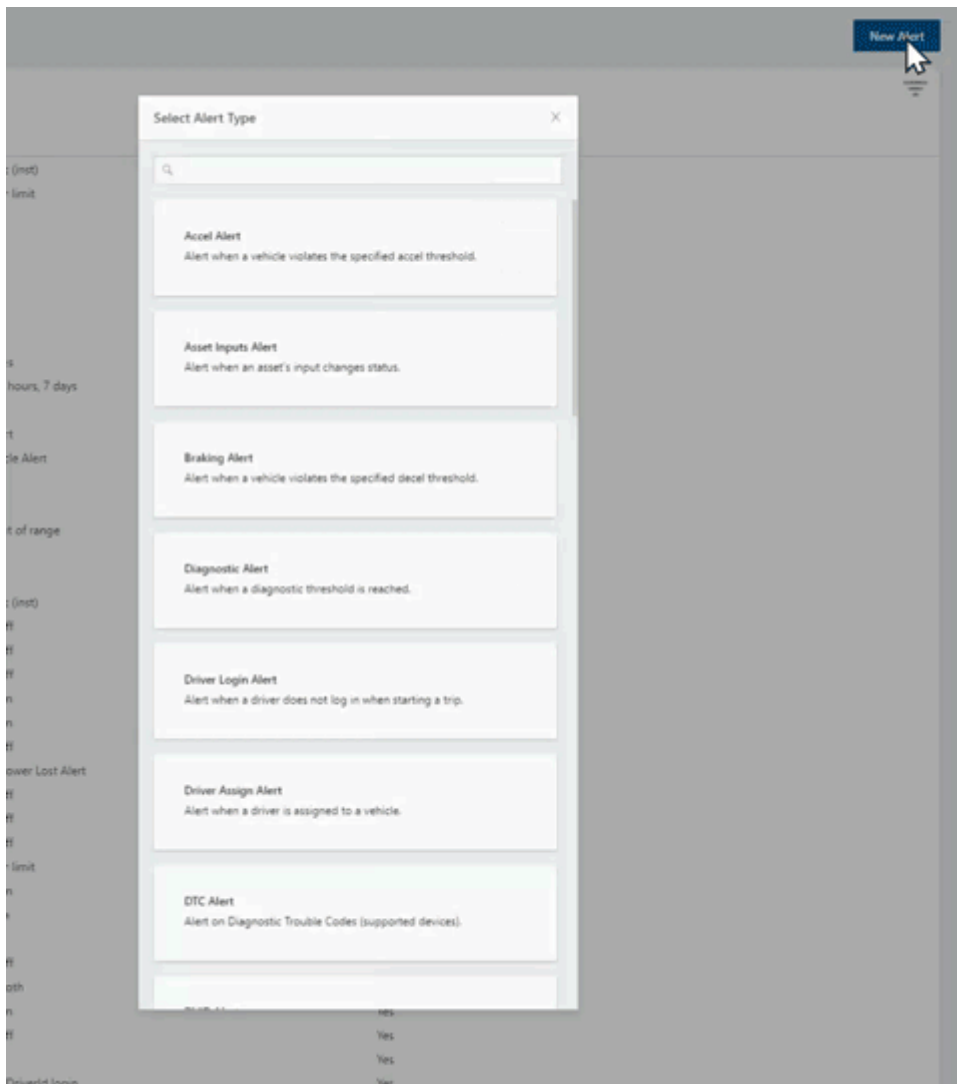 New Alert
Select Alert Type
(inst)
limit
Accel Alert
Alert when a vehicle violates the specified accel threshold.
Asset Inputs Alert
Alert when an asset's input changes status.
hours, 7 days
Alert
Braking Alert
Alert when a vehicle violates the specified decel threshold.
of range
Diagnostic Alert
Alert when a diagnostic threshold is reached.
(inst)
Driver Login Alert
Alert when a driver does not log in when starting a trip.
Lost Alert
Driver Assign Alert
Alert when a driver is assigned to a vehicle.
limit
DTC Alert
Alert on Diagnostic Trouble Codes (supported devices).
Yes
Yes
Yes
Yes
DriverId login